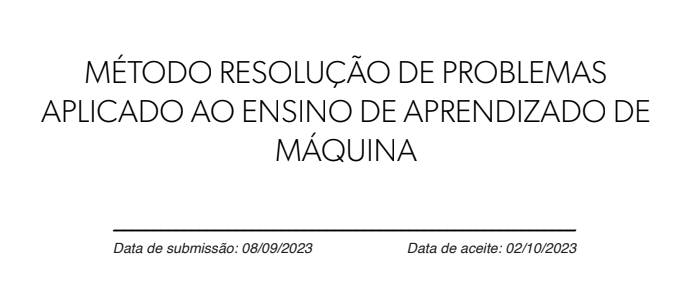 MÉTODO RESOLUÇÃO DE PROBLEMAS
APLICADO AO ENSINO DE APRENDIZADO DE
MÁQUINA
Data de submissão: 08/09/2023 Data de aceite: 02/10/2023